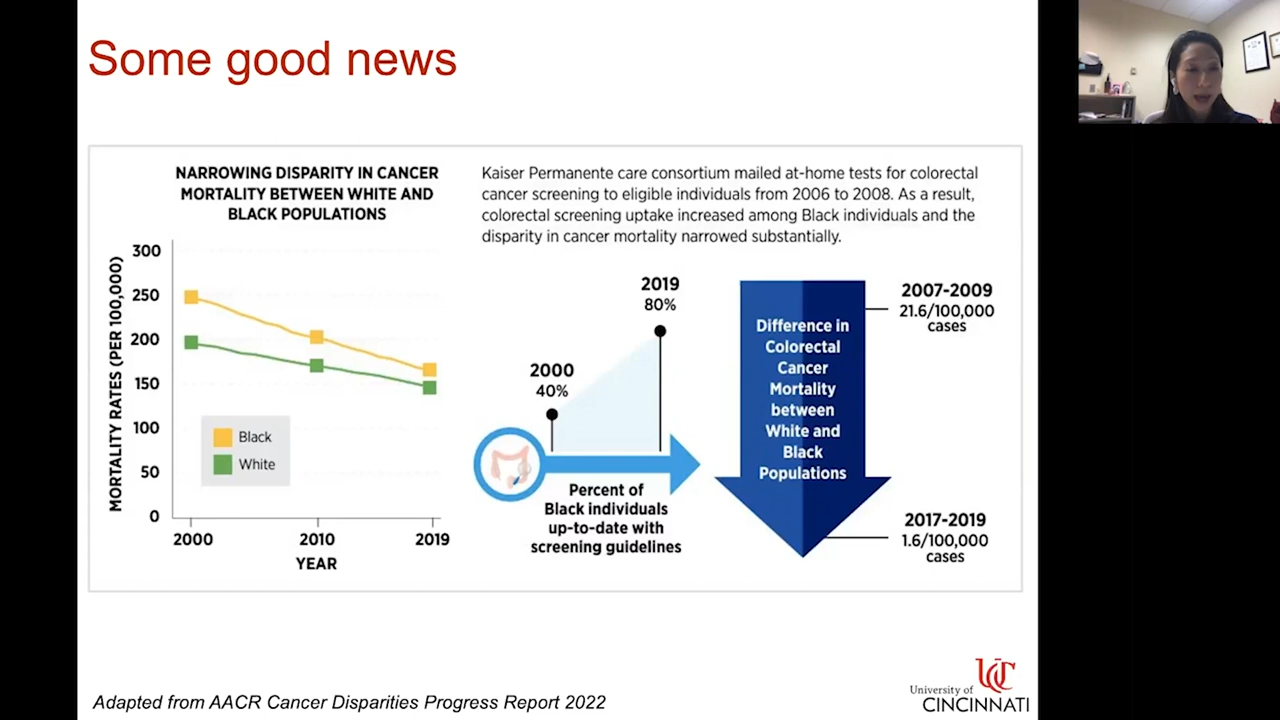 Some good news
NARROWING DISPARITY IN CANCER
MORTALITY BETWEEN WHITE AND
BLACK POPULATIONS
MORTALITY RATES (PER 100,000)
300
250
200
150
100
50
0
Black
White
2000 2010 2019
YEAR
Kaiser Permanente care consortium mailed at-home tests for colorectal
cancer screening to eligible individuals from 2006 to 2008. As a result,
colorectal screening uptake increased among Black individuals and the
disparity in cancer mortality narrowed substantially.
2000
40%
2019
80%
Percent of
Black individuals
up-to-date with
screening guidelines
Difference in
Colorectal
Cancer
Mortality
between
White and
Black
Populations
2007-2009
21.6/100,000
cases
2017-2019
1.6/100,000
cases
Adapted from AACR Cancer Disparities Progress Report 2022
UC
University of
CINCINNATI